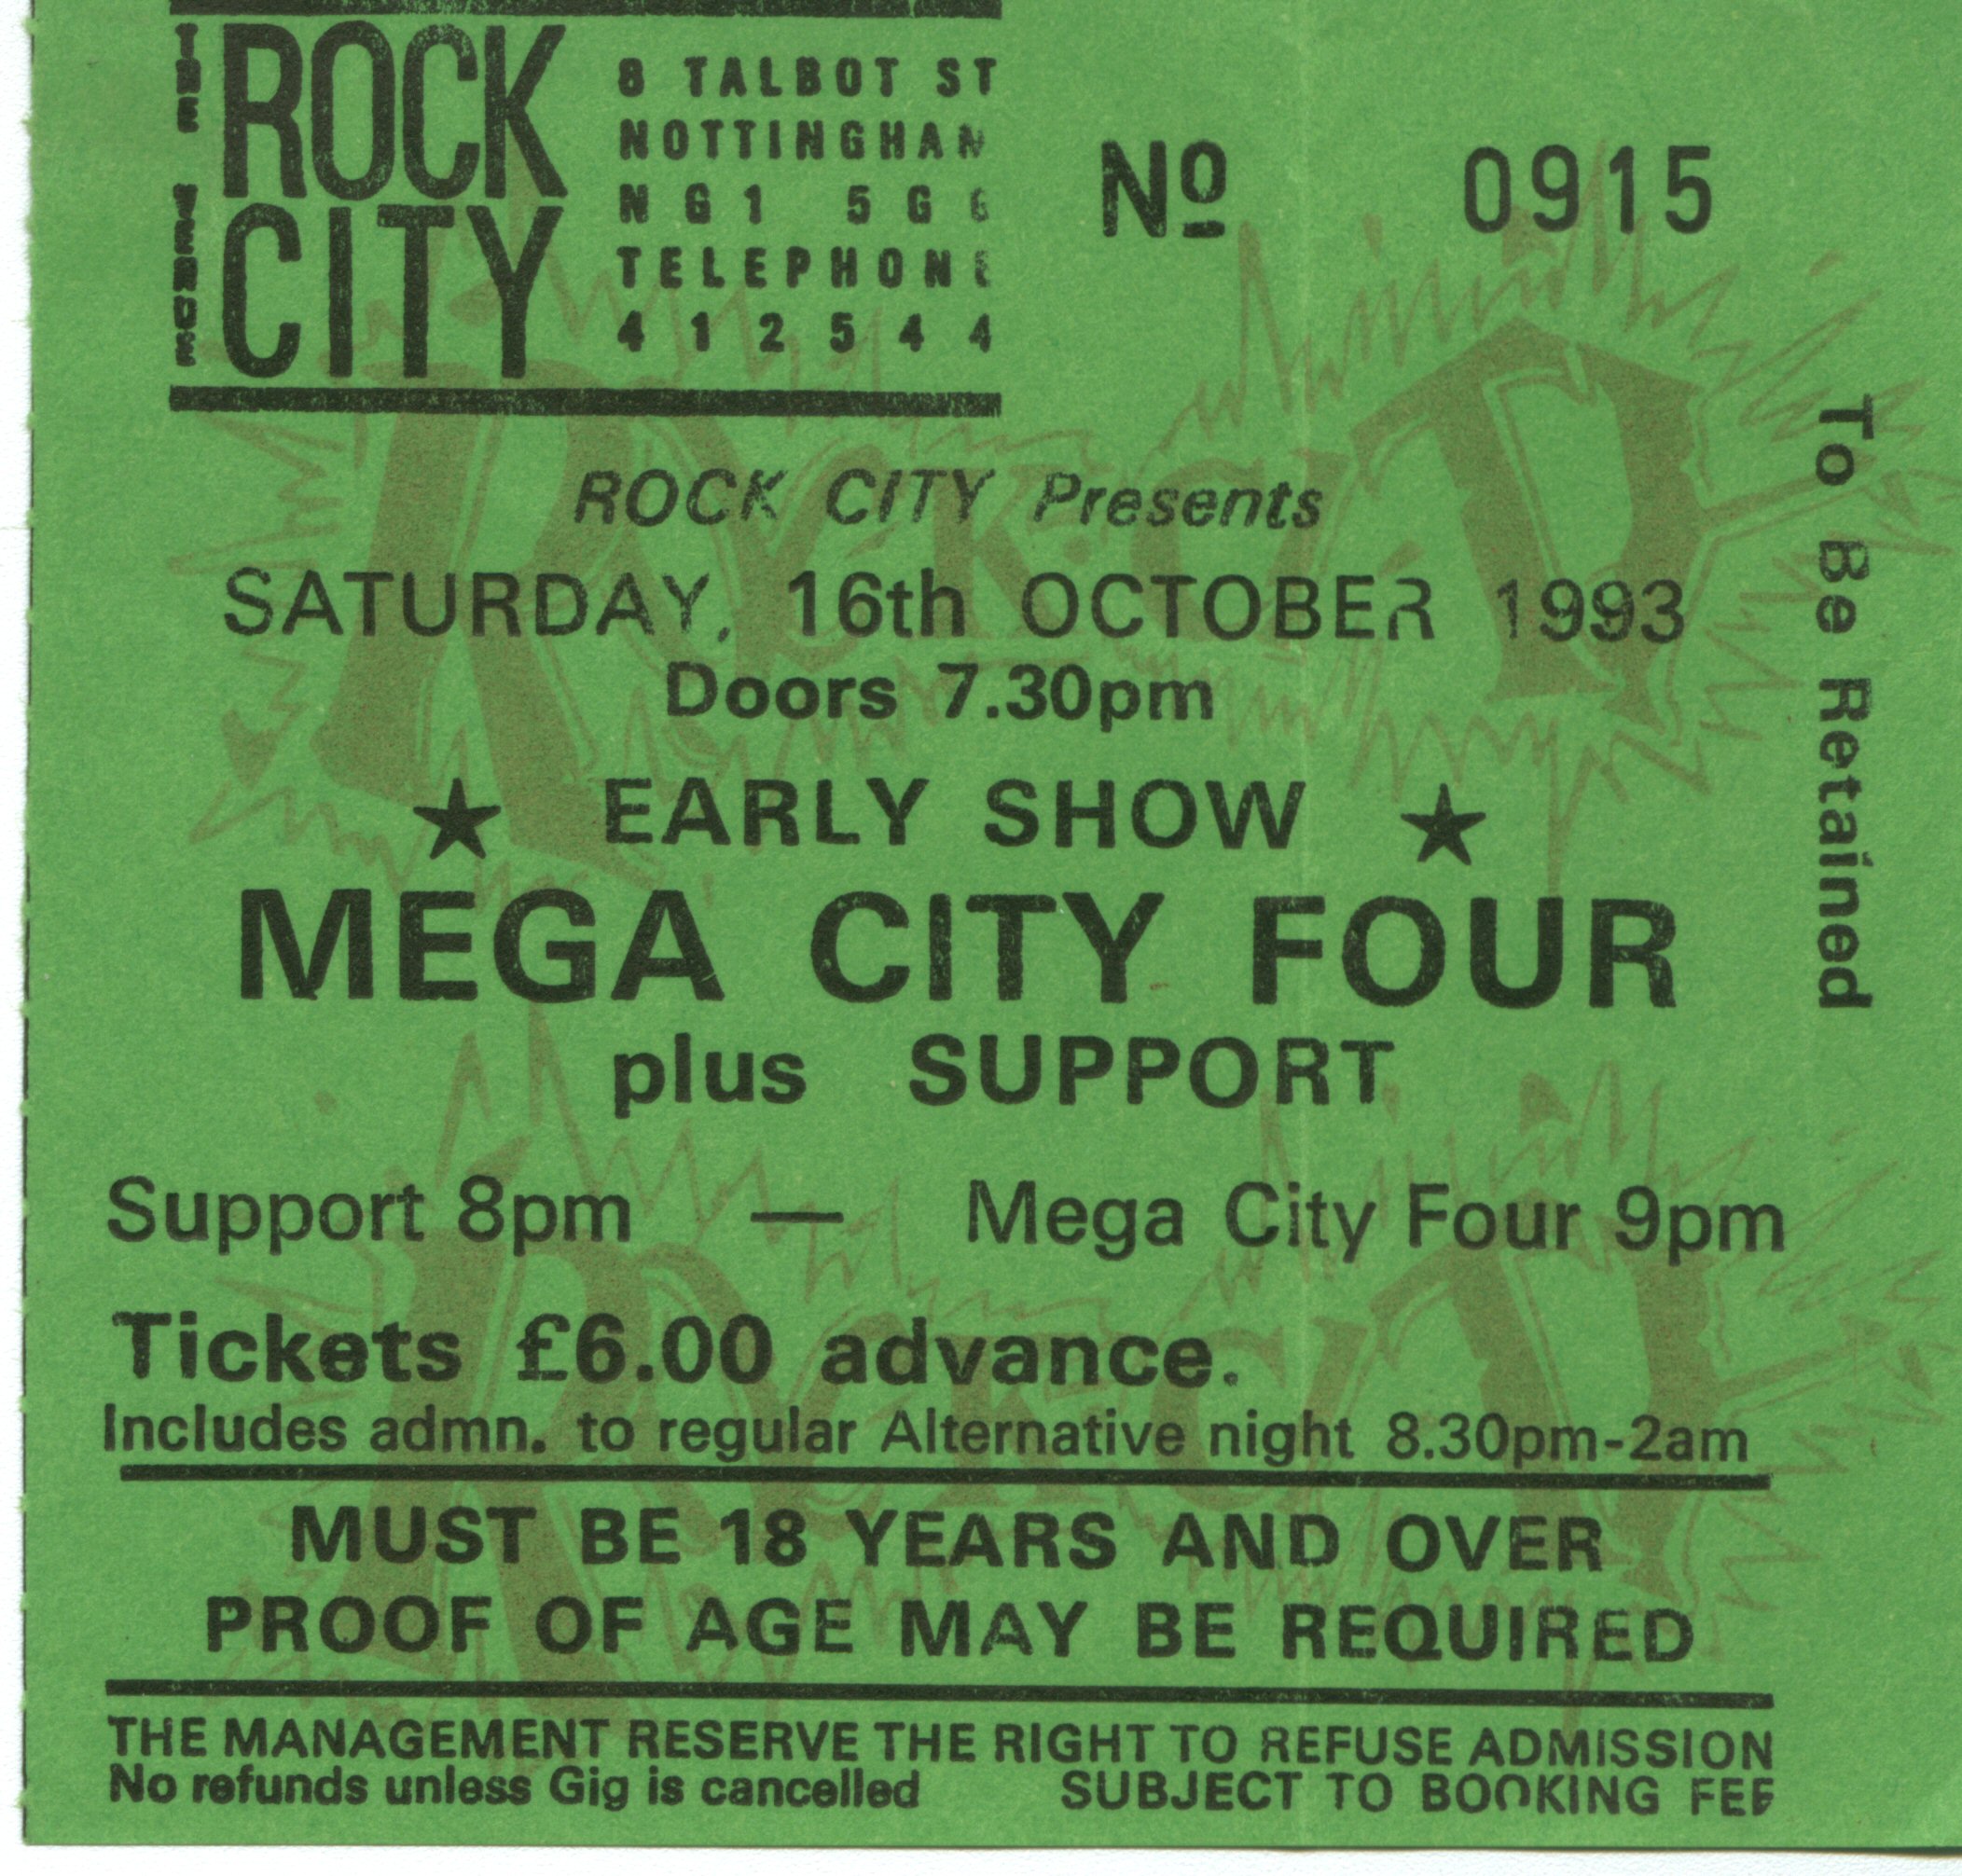 THE VENUE
ROCK
CITY
8 TALBOT ST
NOTTINGHAM
NG1 5GG
TELEPHONE
412544
Nº 0915
To Be Retained
ROCK CITY Presents
SATURDAY, 16th OCTOBER 1993
Doors 7.30pm
★ EARLY SHOW ★
MEGA CITY FOUR
plus SUPPORT
Support 8pm — Mega City Four 9pm
Tickets £6.00 advance.
Includes admn. to regular Alternative night 8.30pm-2am
MUST BE 18 YEARS AND OVER
PROOF OF AGE MAY BE REQUIRED
THE MANAGEMENT RESERVE THE RIGHT TO REFUSE ADMISSION
No refunds unless Gig is cancelled SUBJECT TO BOOKING FEE
ROCK CITY
ROCK CITY